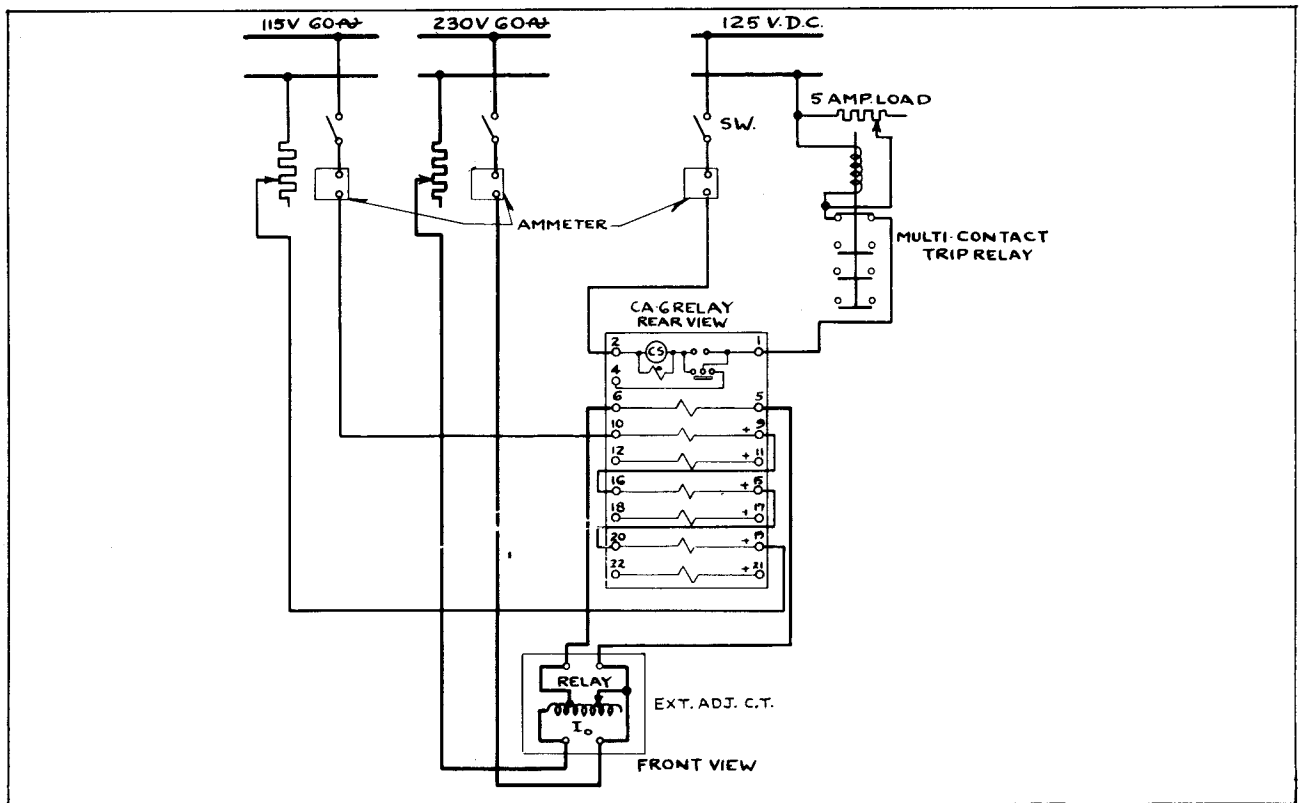 115V 60~
230V 60~
125 V.D.C.
5 AMP. LOAD
SW.
AMMETER
MULTI-CONTACT
TRIP RELAY
CA-6 RELAY
REAR VIEW
2
CS
1
4
6
5
10
+ 9
12
+ 11
16
+ 15
18
+ 17
20
+
22
+ 21
RELAY
EXT. ADJ. C.T.
I₀
FRONT VIEW